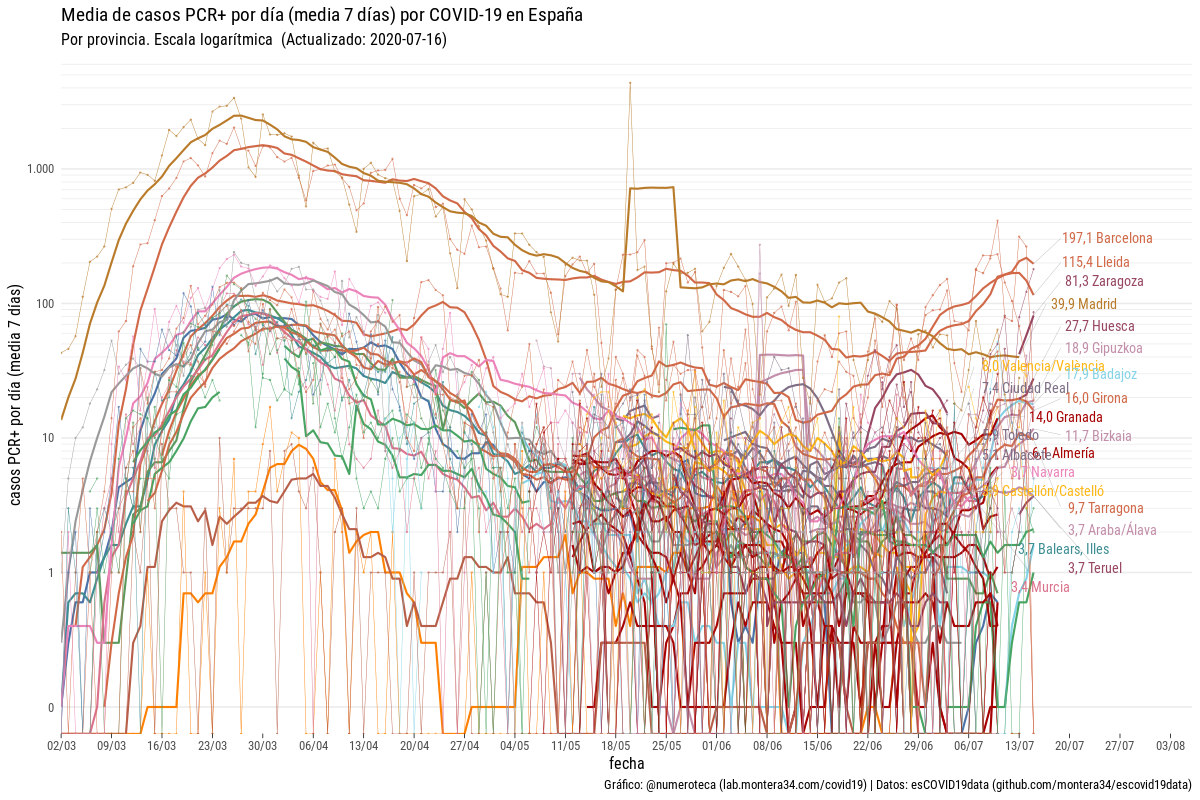 Media de casos PCR+ por día (media 7 días) por COVID-19 en España
Por provincia. Escala logarítmica (Actualizado: 2020-07-16)
casos PCR+ por día (media 7 días)
1.000
100
10
1
0
197,1 Barcelona
115,4 Lleida
81,3 Zaragoza
39,9 Madrid
27,7 Huesca
18,9 Gipuzkoa
Valencia/València
17,9 Badajoz
7,4 Ciudad Real
16,0 Girona
14,0 Granada
Toledo
11,7 Bizkaia
6,1 Almería
Albacete
3,7 Navarra
Castellón/Castelló
9,7 Tarragona
3,7 Araba/Álava
3,7 Balears, Illes
3,7 Teruel
3,4 Murcia
02/03 09/03 16/03 23/03 30/03 06/04 13/04 20/04 27/04 04/05 11/05 18/05 25/05 01/06 08/06 15/06 22/06 29/06 06/07 13/07 20/07 27/07 03/08
fecha
Gráfico: @numeroteca (lab.montera34.com/covid19) | Datos: esCOVID19data (github.com/montera34/escovid19data)